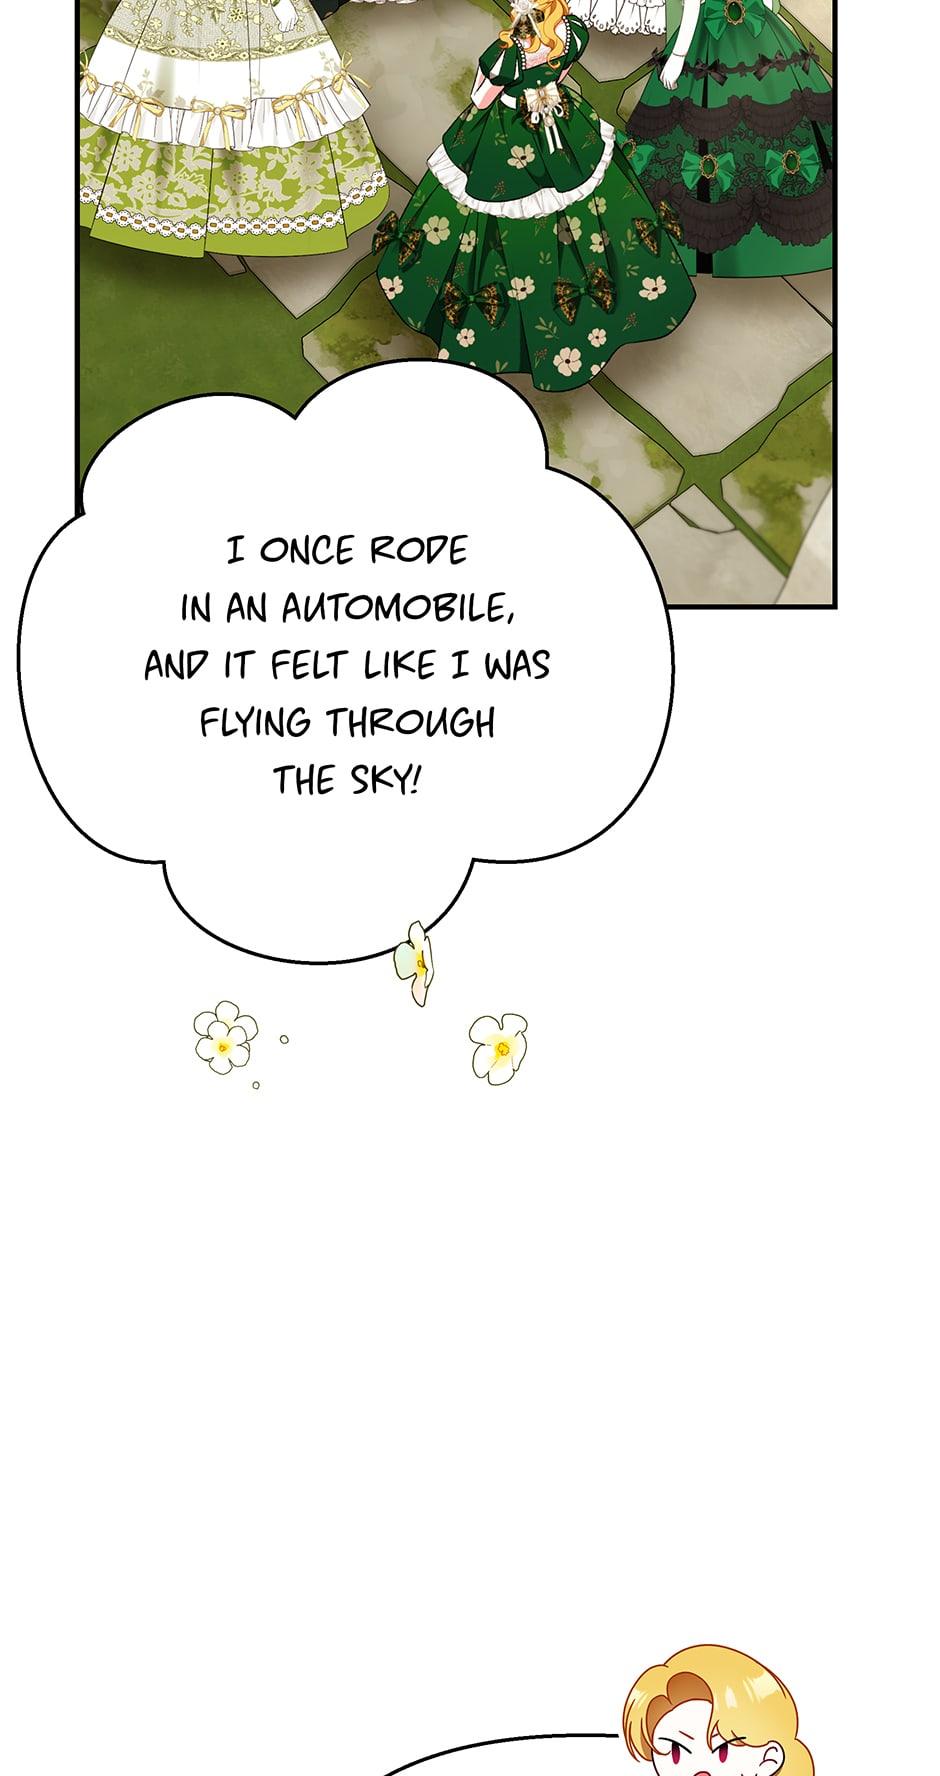 I ONCE RODE
IN AN AUTOMOBILE,
AND IT FELT LIKE I WAS
FLYING THROUGH
THE SKY!